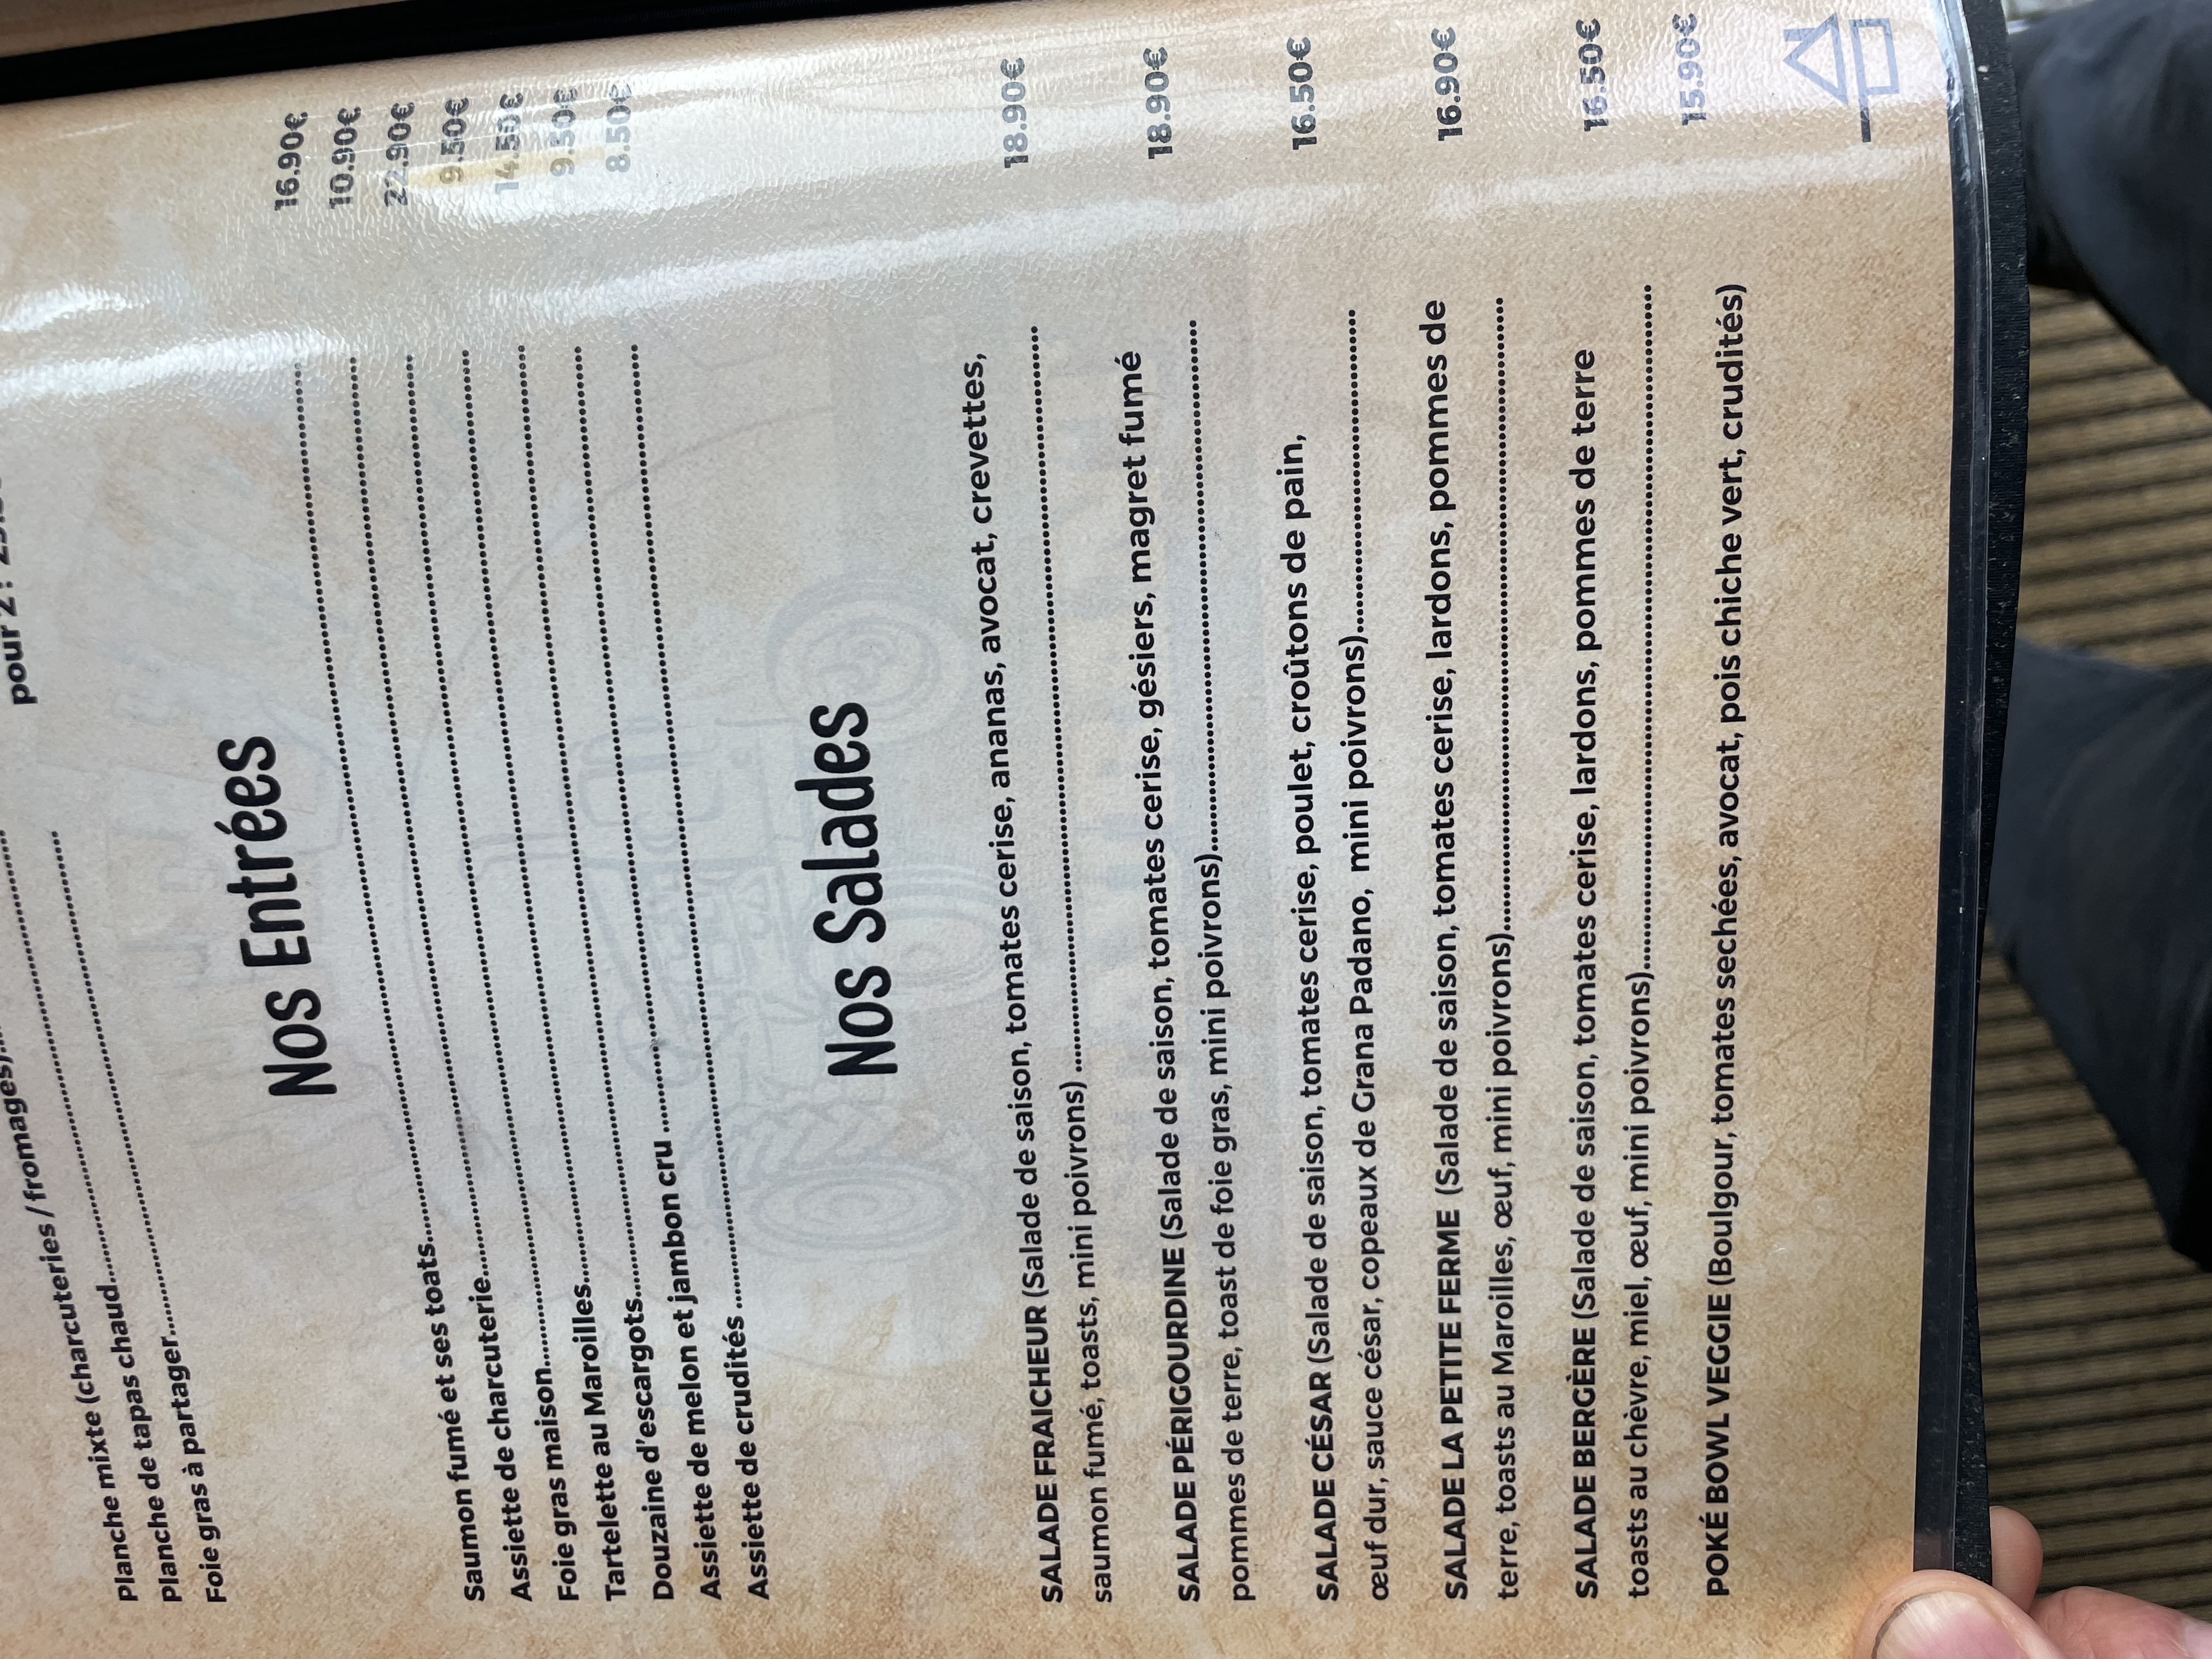 pour 2 :
fromages)
Planche mixte (charcuteries / fromages)
Planche de tapas chaud
Foie gras à partager
Nos Entrées
Saumon fumé et ses toats 16.90€
Assiette de charcuterie 10.90€
Foie gras maison 22.90€
Tartelette au Maroilles 9.50€
Douzaine d'escargots 14.50€
Assiette de melon et jambon cru 9.50€
Assiette de crudités 8.50€
Nos Salades
SALADE FRAICHEUR (Salade de saison, tomates cerise, ananas, avocat, crevettes,
saumon fumé, toasts, mini poivrons) 18.90€
SALADE PÉRIGOURDINE (Salade de saison, tomates cerise, gésiers, magret fumé
pommes de terre, toast de foie gras, mini poivrons) 18.90€
SALADE CÉSAR (Salade de saison, tomates cerise, poulet, croûtons de pain,
œuf dur, sauce césar, copeaux de Grana Padano, mini poivrons) 16.50€
SALADE LA PETITE FERME (Salade de saison, tomates cerise, lardons, pommes de
terre, toasts au Maroilles, œuf, mini poivrons) 16.90€
SALADE BERGÈRE (Salade de saison, tomates cerise, lardons, pommes de terre
toasts au chèvre, miel, œuf, mini poivrons) 16.50€
POKÉ BOWL VEGGIE (Boulgour, tomates sechées, avocat, pois chiche vert, crudités) 15.90€